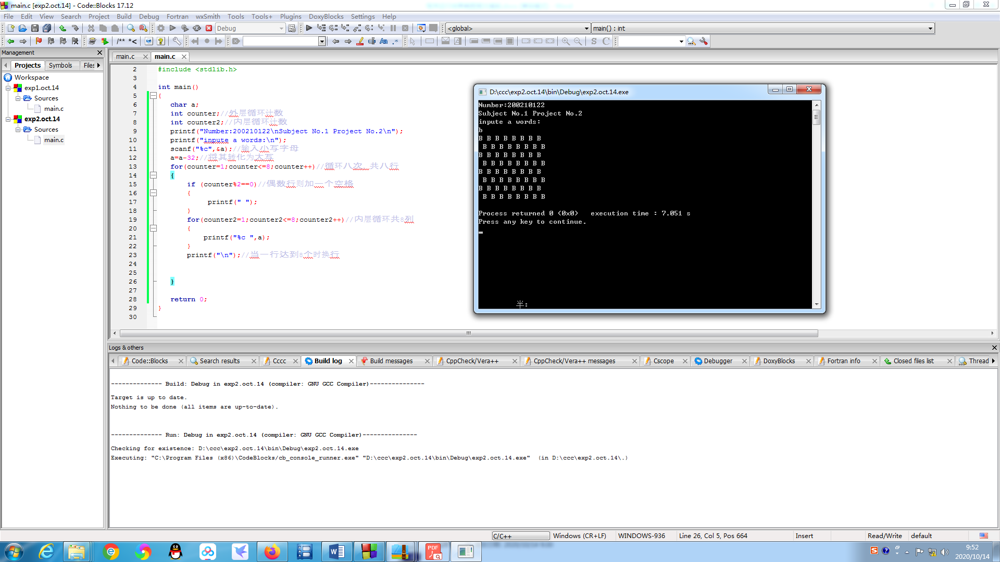 main.c [exp2.oct.14] - Code::Blocks 17.12
File Edit View Search Project Build Debug Fortran wxSmith Tools Tools+ Plugins DoxyBlocks Settings Help
Debug
<global>
main() : int
/** *<
Management
Projects Symbols Files
Workspace
exp1.oct.14
Sources
main.c
exp2.oct.14
Sources
main.c
main.c main.c
2 #include <stdlib.h>
3
4 int main()
5 {
6 char a;
7 int counter;//外层循环计数
8 int counter2;//内层循环计数
9 printf("Number:200210122\nSubject No.1 Project No.2\n");
10 printf("inpute a words:\n");
11 scanf("%c",&a);//输入小写字母
12 a=a-32;//将其转化为大写
13 for(counter=1;counter<=8;counter++)//循环八次 共八行
14 {
15 if (counter%2==0)//偶数行则加一个空格
16 {
17 printf(" ");
18 }
19 for(counter2=1;counter2<=8;counter2++)//内层循环共8列
20 {
21 printf("%c ",a);
22 }
23 printf("\n");//当一行达到8个时换行
24
25
26 }
27
28 return 0;
29 }
30
D:\ccc\exp2.oct.14\bin\Debug\exp2.oct.14.exe
Number:200210122
Subject No.1 Project No.2
inpute a words:
b
B B B B B B B B
 B B B B B B B B
B B B B B B B B
 B B B B B B B B
B B B B B B B B
 B B B B B B B B
B B B B B B B B
 B B B B B B B B
Process returned 0 (0x0)   execution time : 7.051 s
Press any key to continue.
半:
Logs & others
Code::Blocks Search results Cccc Build log Build messages CppCheck/Vera++ CppCheck/Vera++ messages Cscope Debugger DoxyBlocks Fortran info Closed files list Thread
-------------- Build: Debug in exp2.oct.14 (compiler: GNU GCC Compiler)---------------
Target is up to date.
Nothing to be done (all items are up-to-date).
-------------- Run: Debug in exp2.oct.14 (compiler: GNU GCC Compiler)---------------
Checking for existence: D:\ccc\exp2.oct.14\bin\Debug\exp2.oct.14.exe
Executing: "C:\Program Files (x86)\CodeBlocks/cb_console_runner.exe" "D:\ccc\exp2.oct.14\bin\Debug\exp2.oct.14.exe"  (in D:\ccc\exp2.oct.14\.)
C/C++ Windows (CR+LF) WINDOWS-936 Line 26, Col 5, Pos 664 Insert Read/Write default
PDF
9:52
2020/10/14